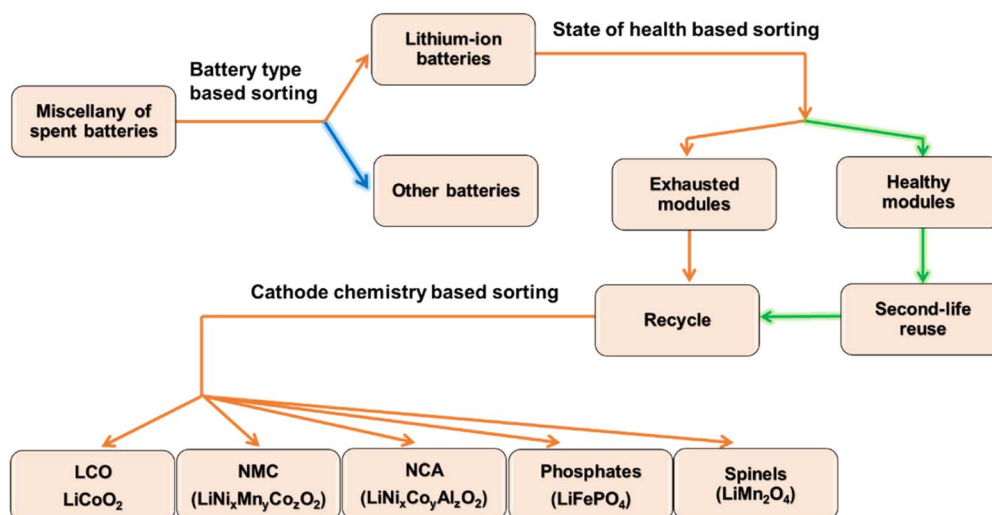 Miscellany of
spent batteries
Battery type
based sorting
Lithium-ion
batteries
Other batteries
State of health based sorting
Exhausted
modules
Healthy
modules
Second-life
reuse
Recycle
Cathode chemistry based sorting
LCO
LiCoO₂
NMC
(LiNiₓMnᵧCo_zO₂)
NCA
(LiNiₓCoᵧAl_zO₂)
Phosphates
(LiFePO₄)
Spinels
(LiMn₂O₄)